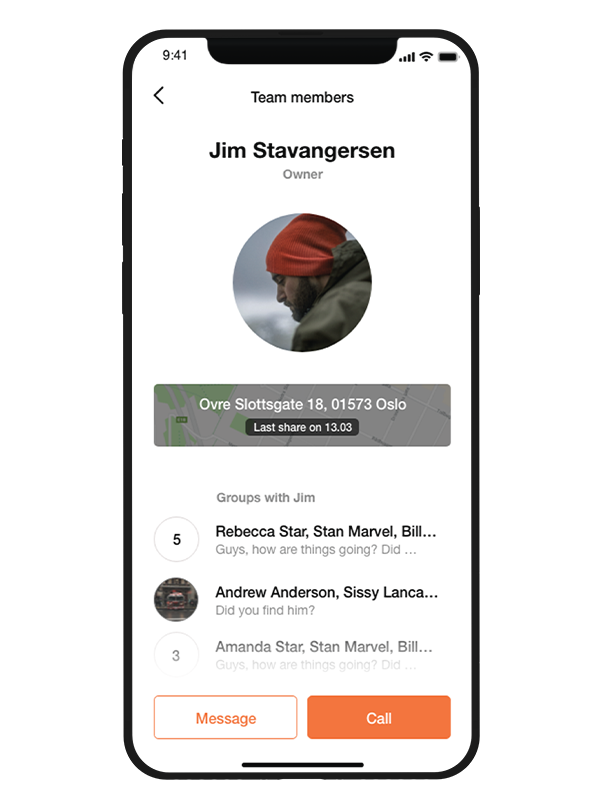 9:41
Team members
Jim Stavangersen
Owner
Ovre Slottsgate 18, 01573 Oslo
Last share on 13.03
Groups with Jim
5
Rebecca Star, Stan Marvel, Bill...
Guys, how are things going? Did ...
Andrew Anderson, Sissy Lanca...
Did you find him?
3
Amanda Star, Stan Marvel, Bill...
Guys, how are things going? Did ...
Message
Call